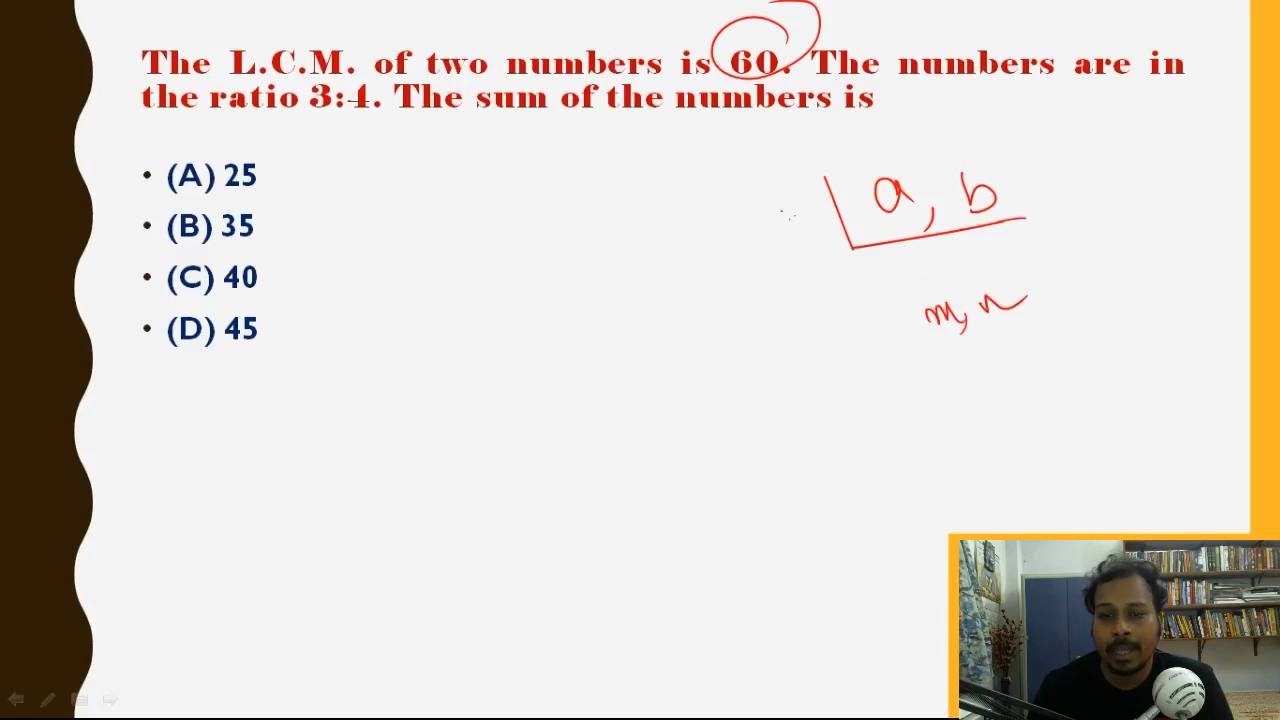 The L.C.M. of two numbers is 60. The numbers are in
the ratio 3:4. The sum of the numbers is
• (A) 25
• (B) 35
• (C) 40
• (D) 45
a, b
m, n